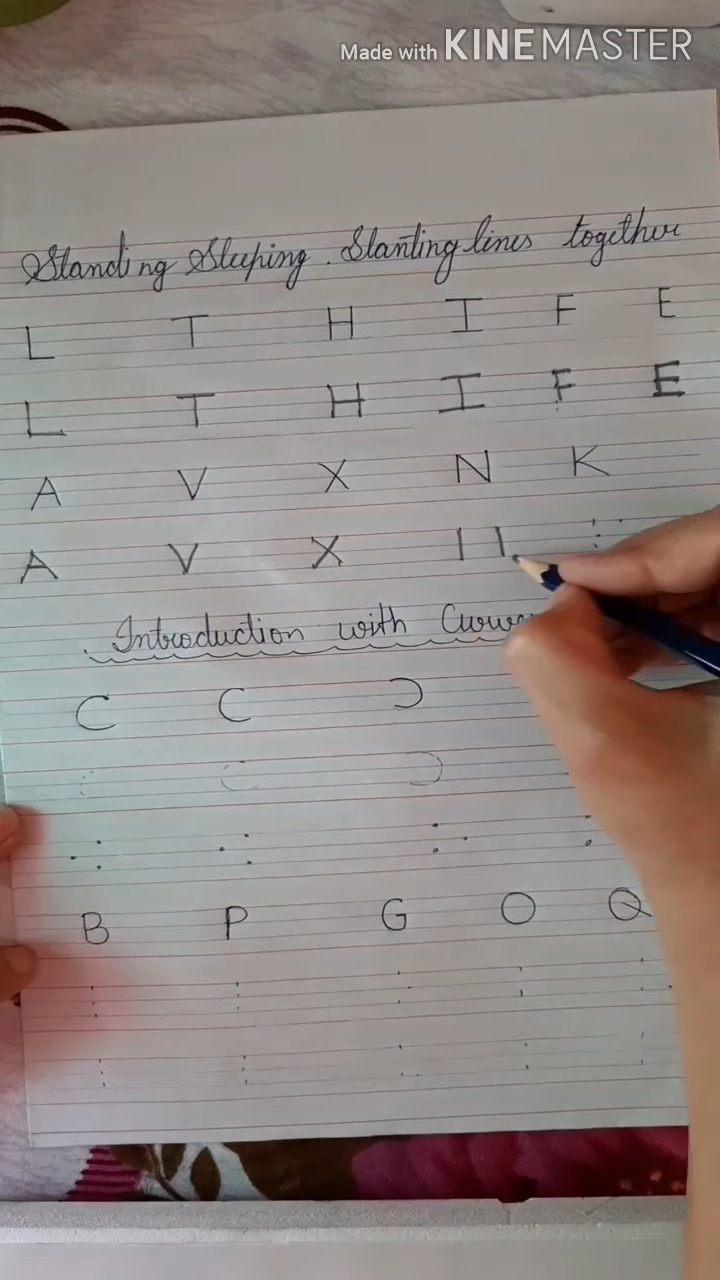 Made with KINEMASTER
Standing Sleeping. Slanting lines together
L T H I F E
L T H I F E
A V X N K
A V X I I
Introduction with
C C
B P G O Q